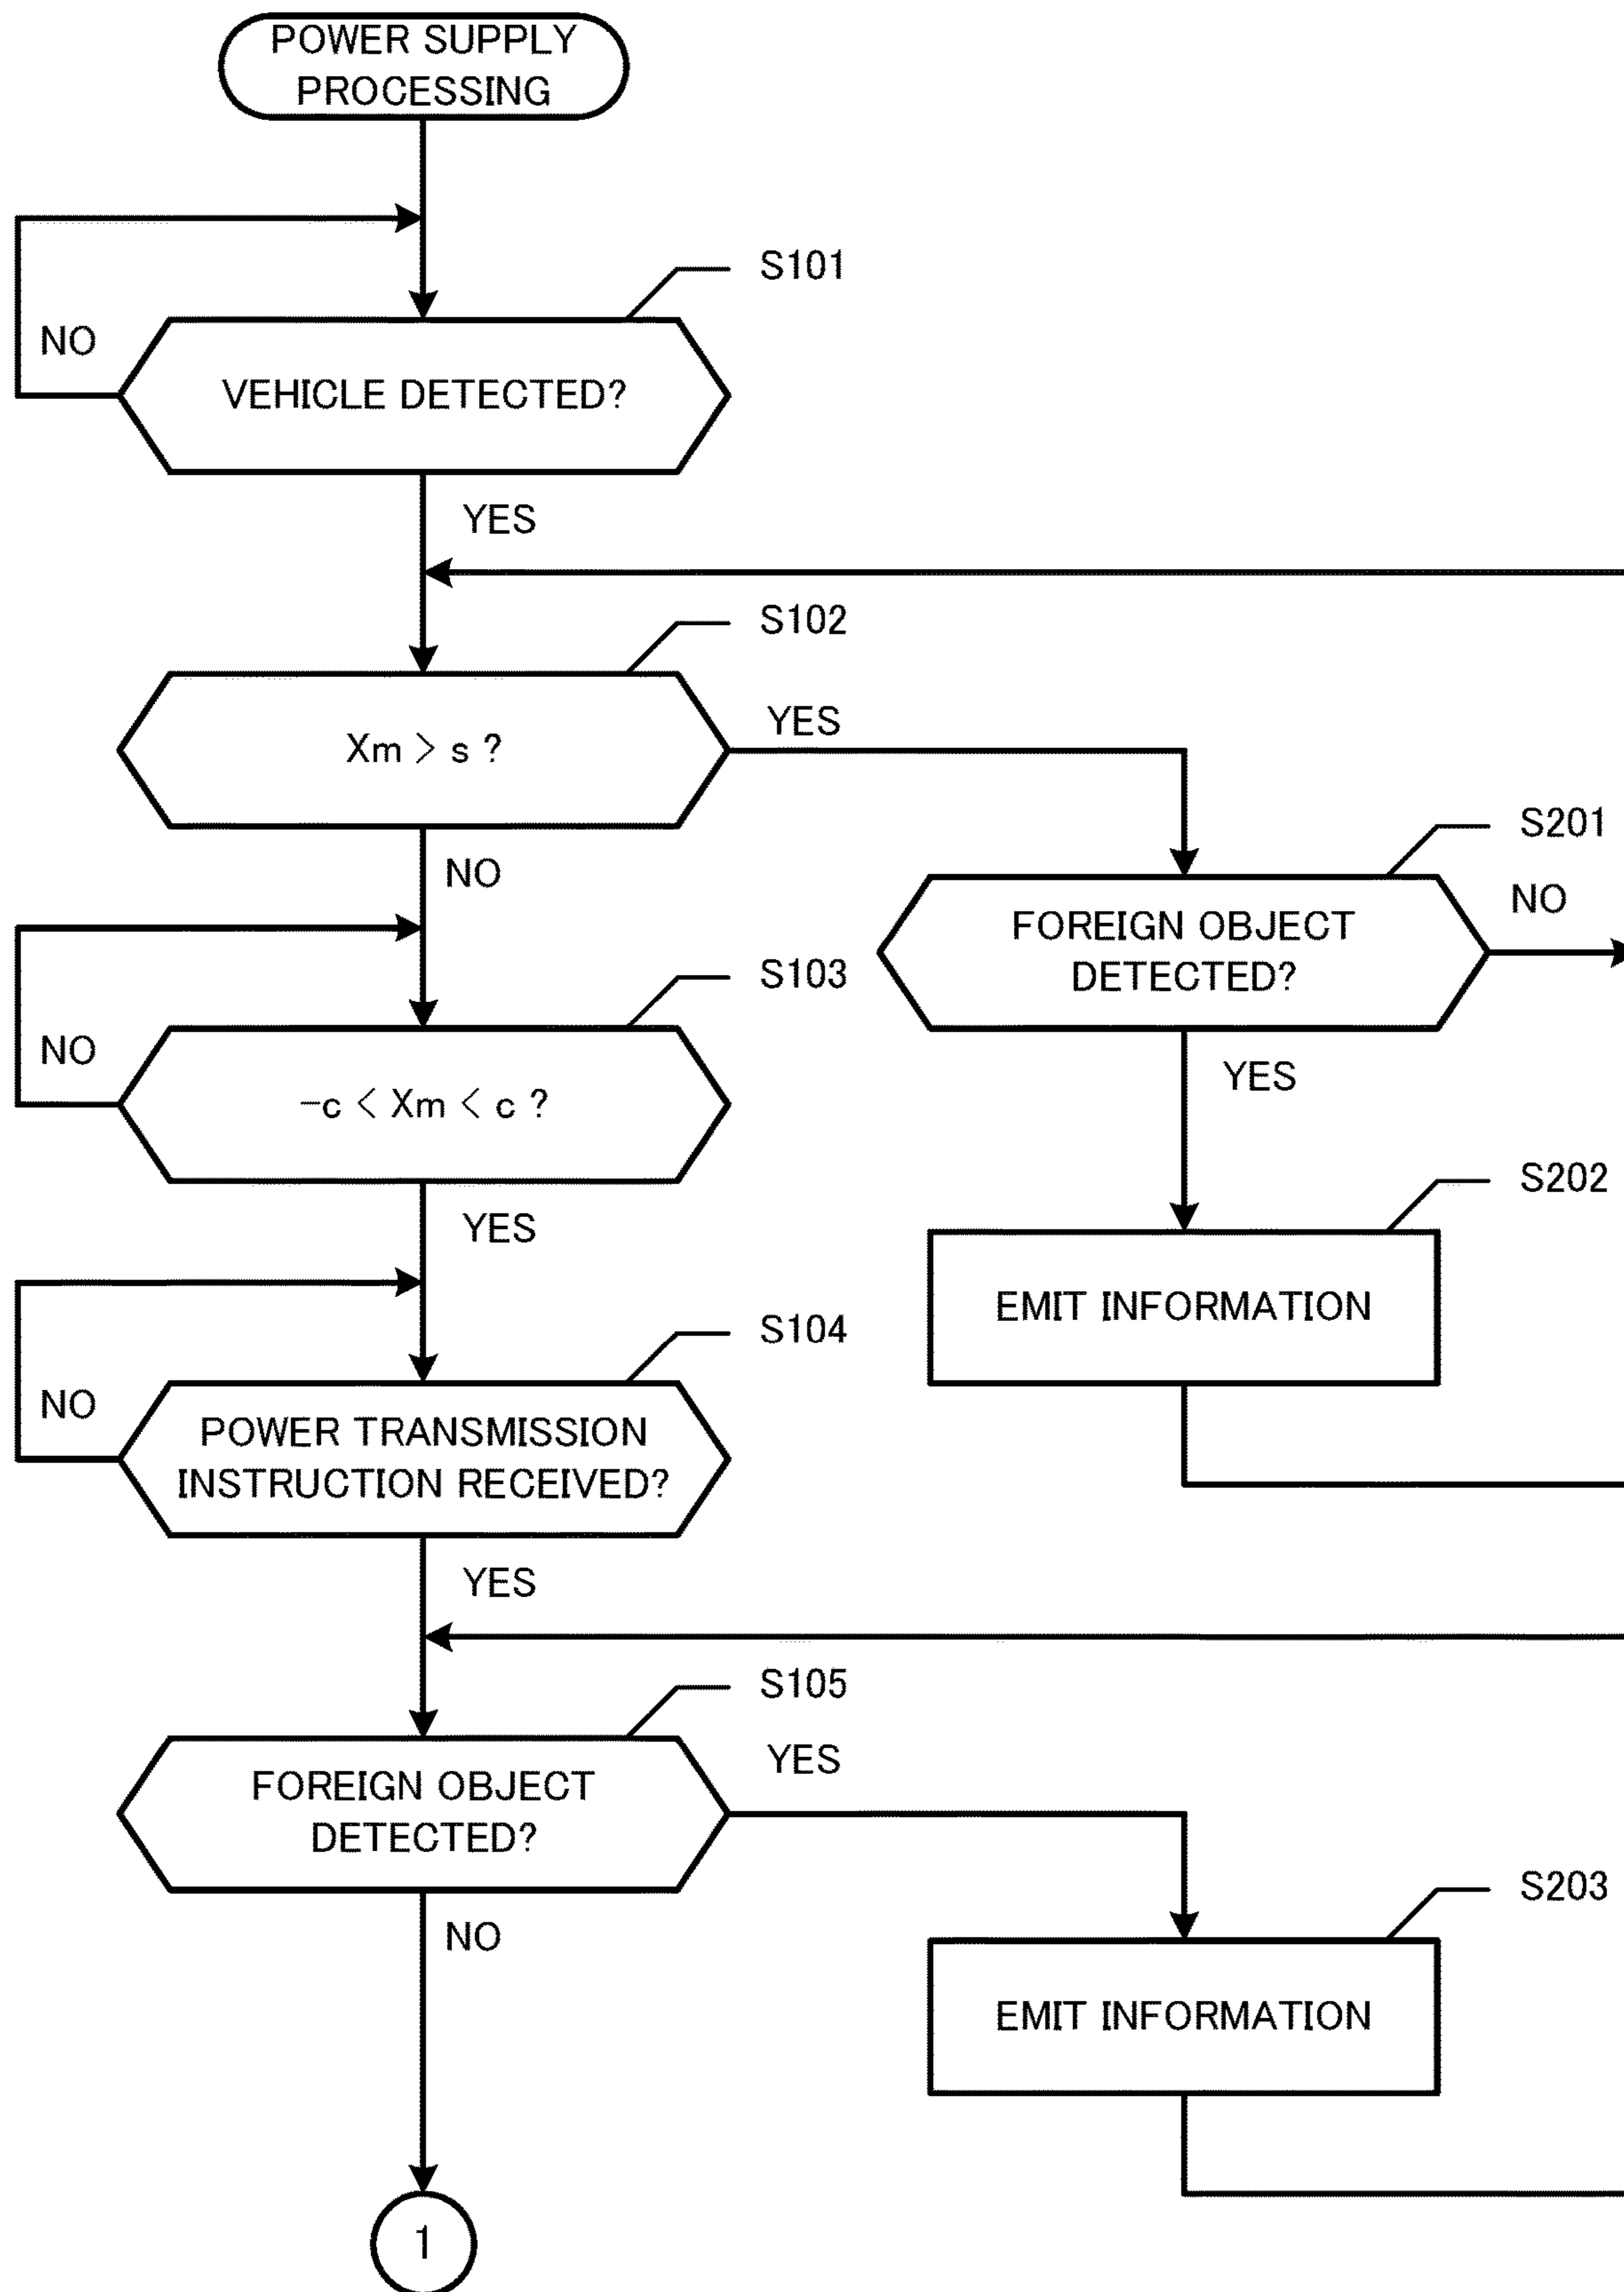 POWER SUPPLY
PROCESSING
S101
NO
VEHICLE DETECTED?
YES
S102
Xm > s ?
YES
NO
S201
FOREIGN OBJECT
DETECTED?
NO
S103
NO
-c < Xm < c ?
YES
YES
S202
EMIT INFORMATION
S104
NO
POWER TRANSMISSION
INSTRUCTION RECEIVED?
YES
S105
FOREIGN OBJECT
DETECTED?
YES
NO
S203
EMIT INFORMATION
1